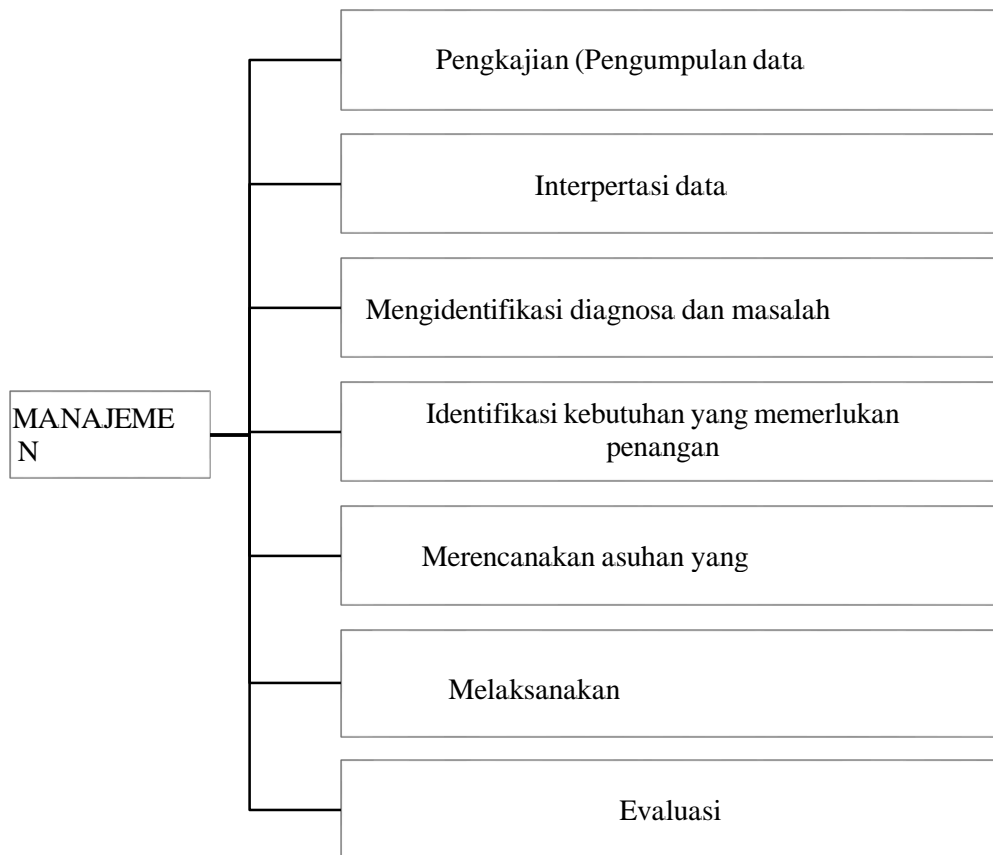 Pengkajian (Pengumpulan data
Interpertasi data
Mengidentifikasi diagnosa dan masalah
MANAJEME
N
Identifikasi kebutuhan yang memerlukan
penangan
Merencanakan asuhan yang
Melaksanakan
Evaluasi